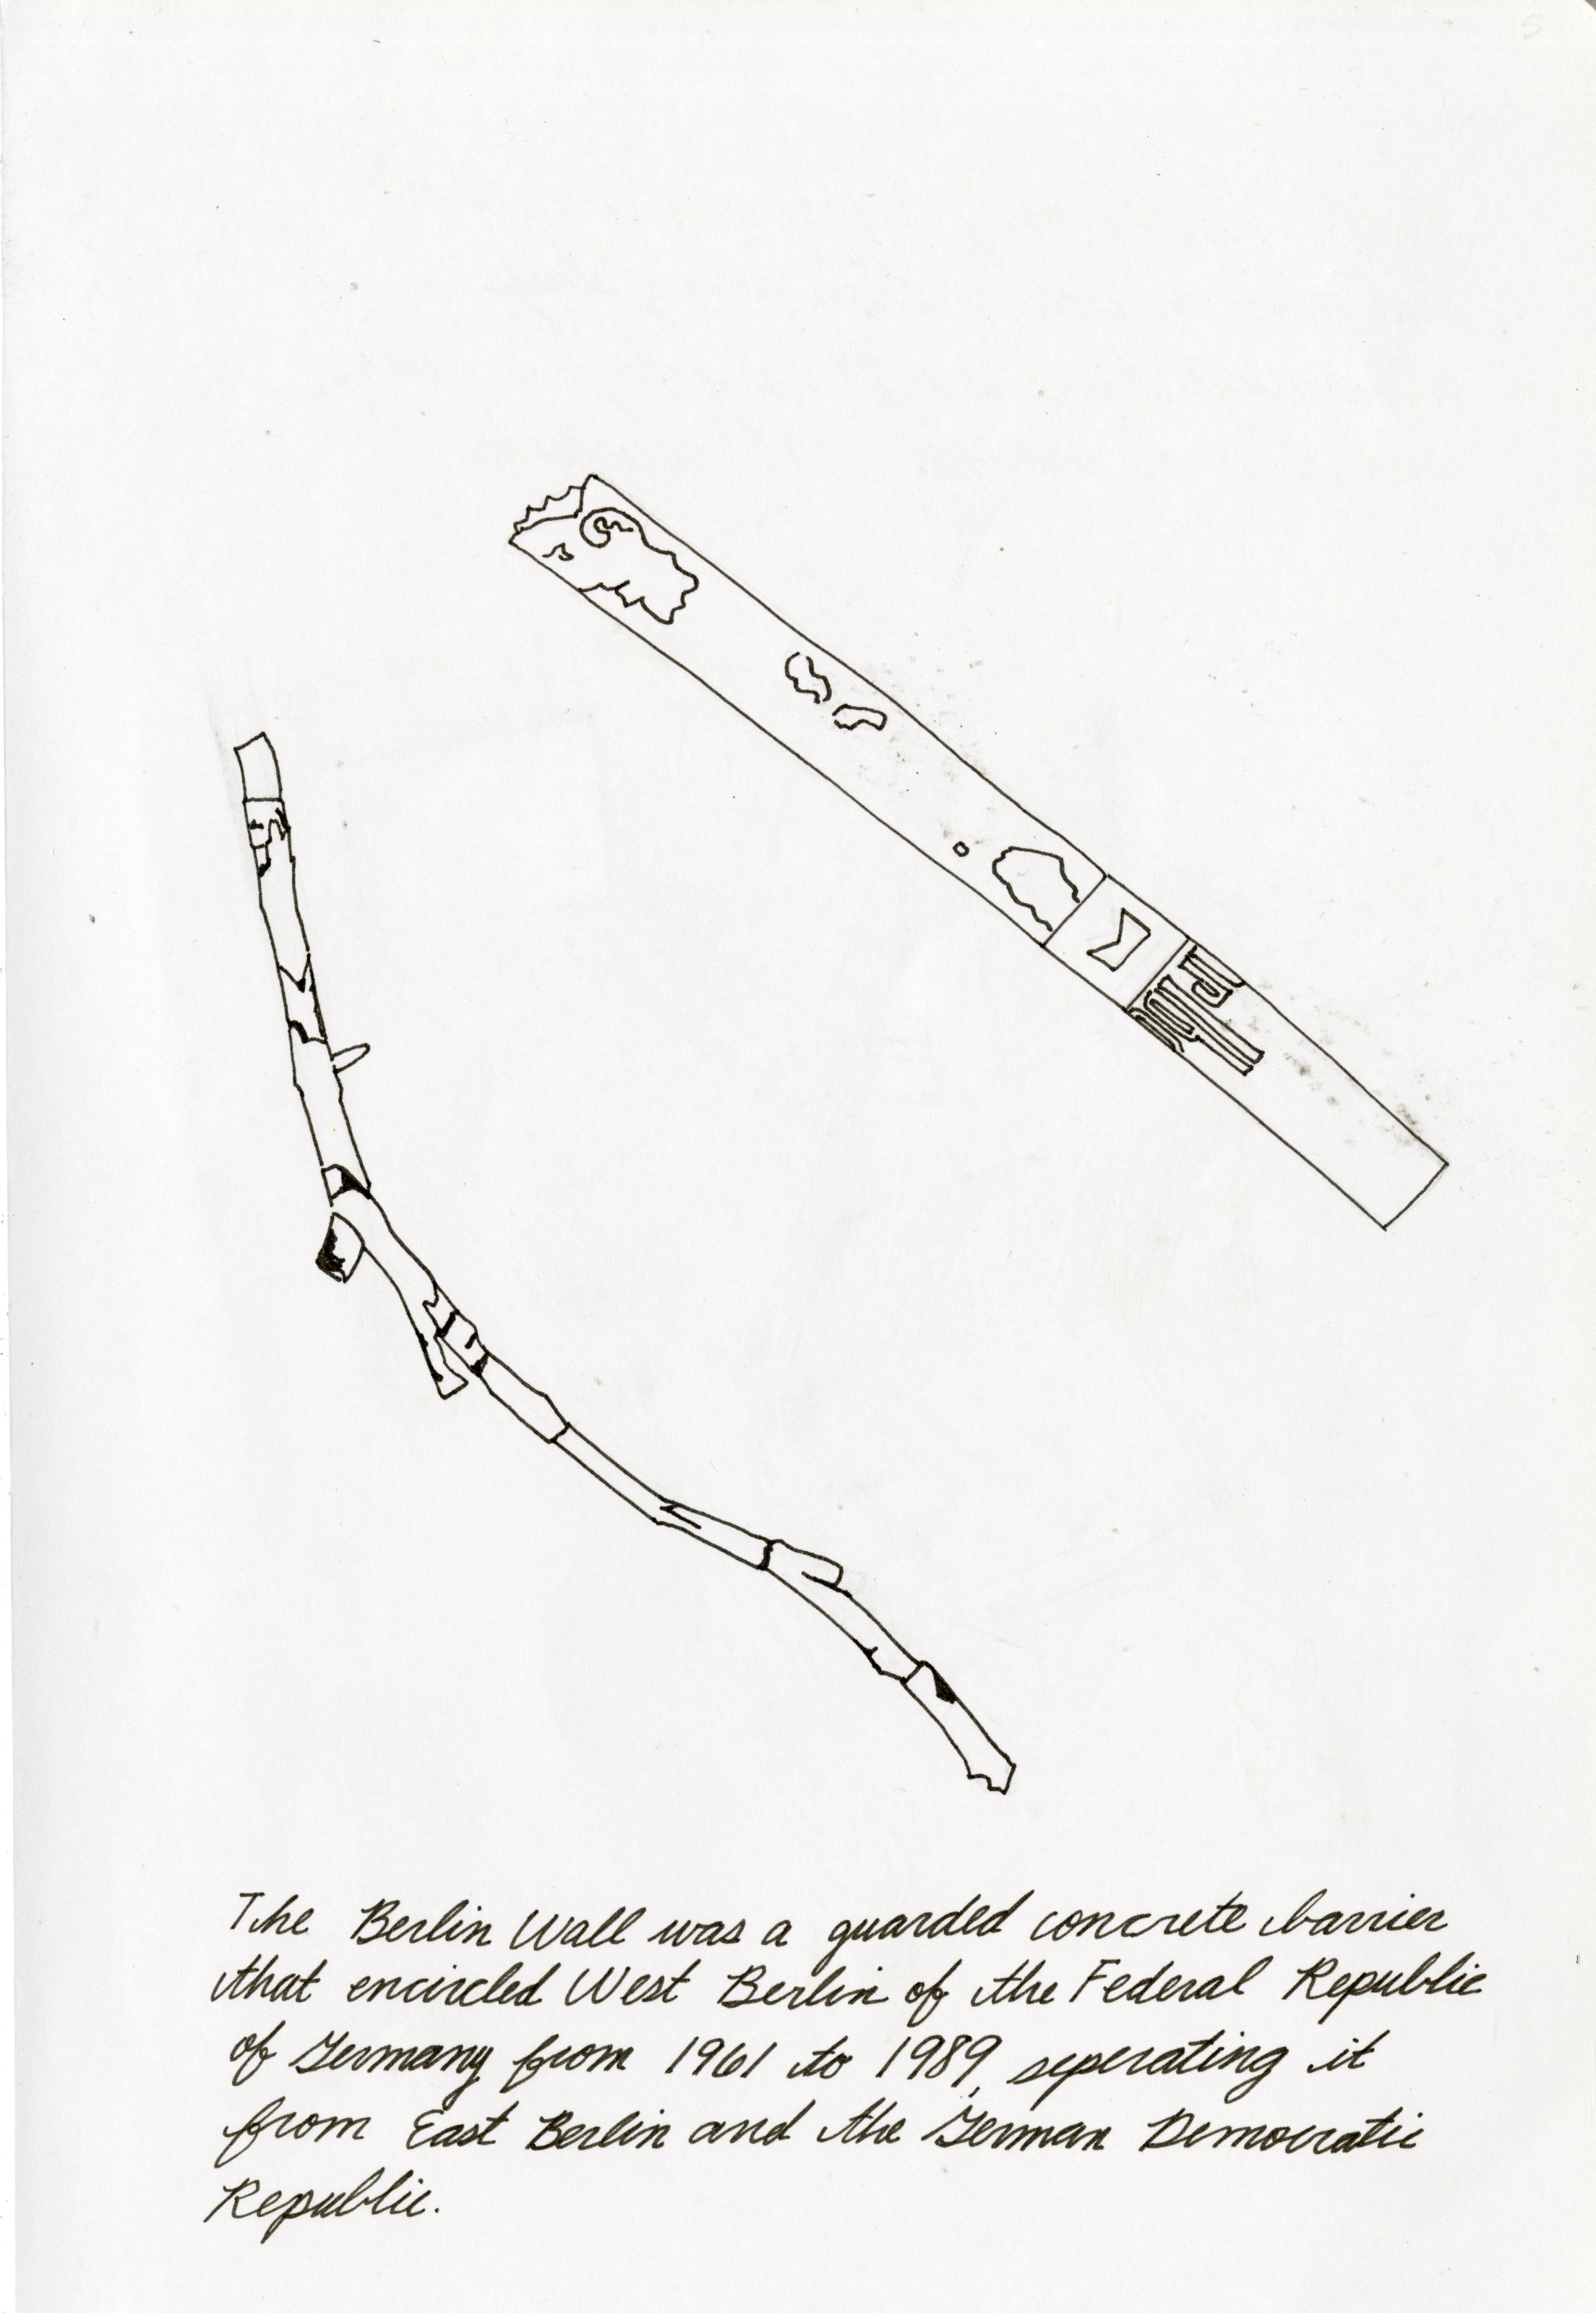 The Berlin Wall was a guarded concrete barrier
that encircled West Berlin of the Federal Republic
of Germany from 1961 to 1989, seperating it
from East Berlin and the German Democratic
Republic.